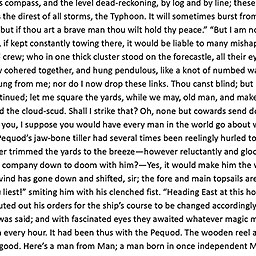 s compass, and the level dead-reckoning, by log and line; these
s the direst of all storms, the Typhoon. It will sometimes burst from
but if thou art a brave man thou wilt hold thy peace.” “But I am no
, if kept constantly towing there, it would be liable to many mishap
crew; who in one thick cluster stood on the forecastle, all their ey
y cohered together, and hung pendulous, like a knot of numbed w
ung from me; nor do I now drop these links. Thou canst blind; but
tinued; let me square the yards, while we may, old man, and make
d the cloud-scud. Shall I strike that? Oh, none but cowards send d
you, I suppose you would have every man in the world go about w
Pequod’s jaw-bone tiller had several times been reelingly hurled to
er trimmed the yards to the breeze—however reluctantly and gloo
company down to doom with him?—Yes, it would make him the w
wind has gone down and shifted, sir; the fore and main topsails are
u liest!” smiting him with his clenched fist. “Heading East at this ho
uted out his orders for the ship’s course to be changed accordingly
was said; and with fascinated eyes they awaited whatever magic m
n every hour. It had been thus with the Pequod. The wooden reel a
good. Here’s a man from Man; a man born in once independent M